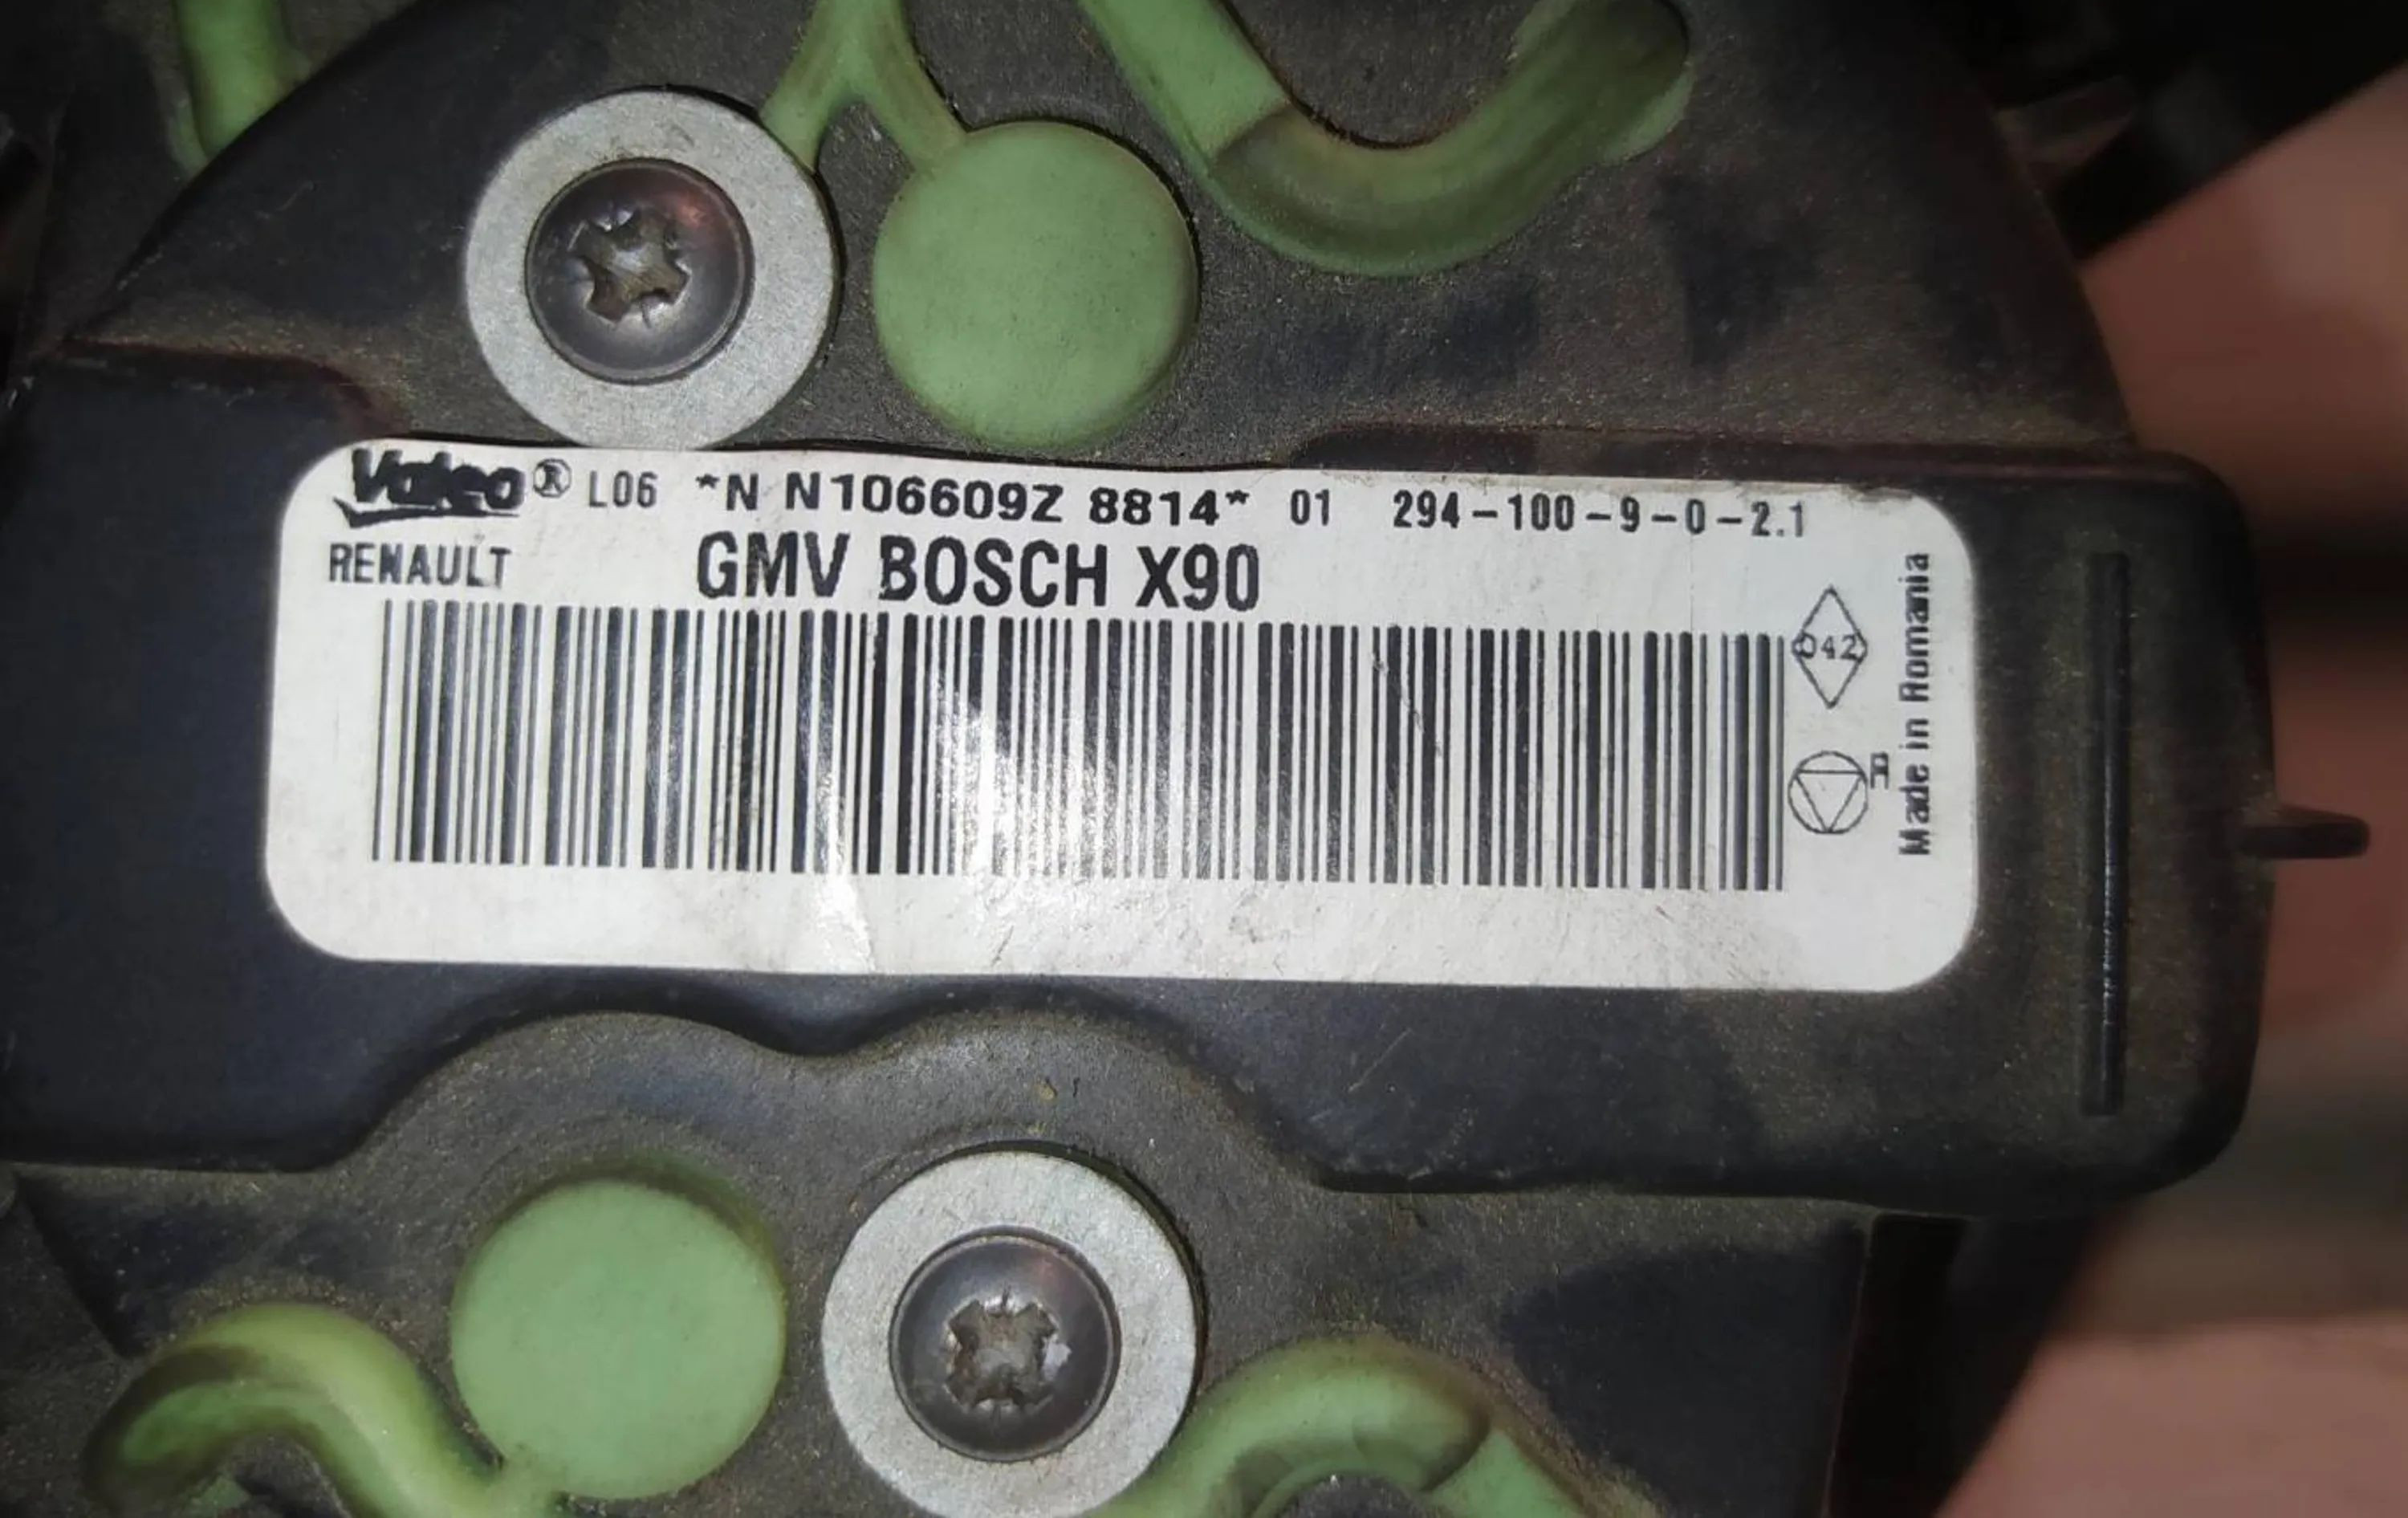 Valeo® L06 *N N106609Z 8814* 01 294-100-9-0-2.1
RENAULT GMV BOSCH X90
042
R
Made in Romania